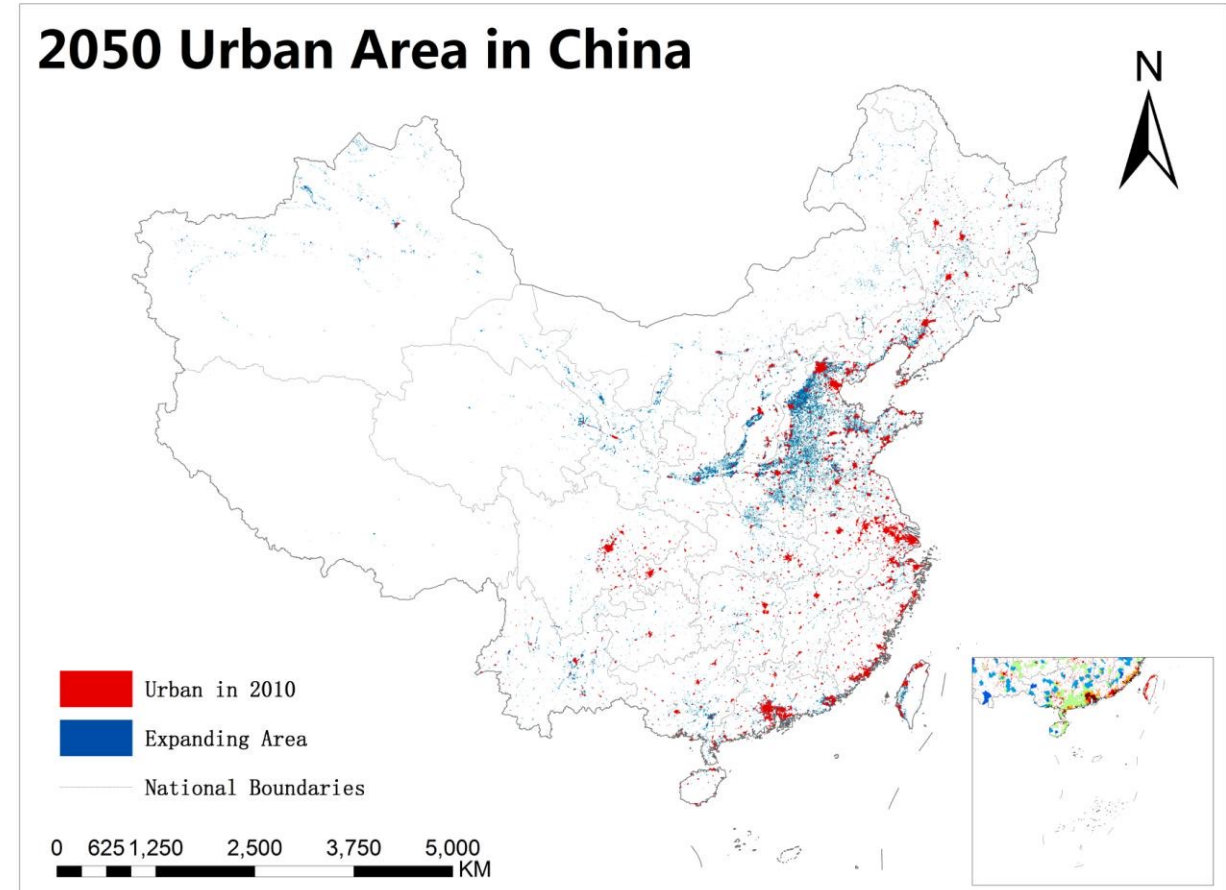 2050 Urban Area in China
N
Urban in 2010
Expanding Area
National Boundaries
0 625 1,250 2,500 3,750 5,000
KM